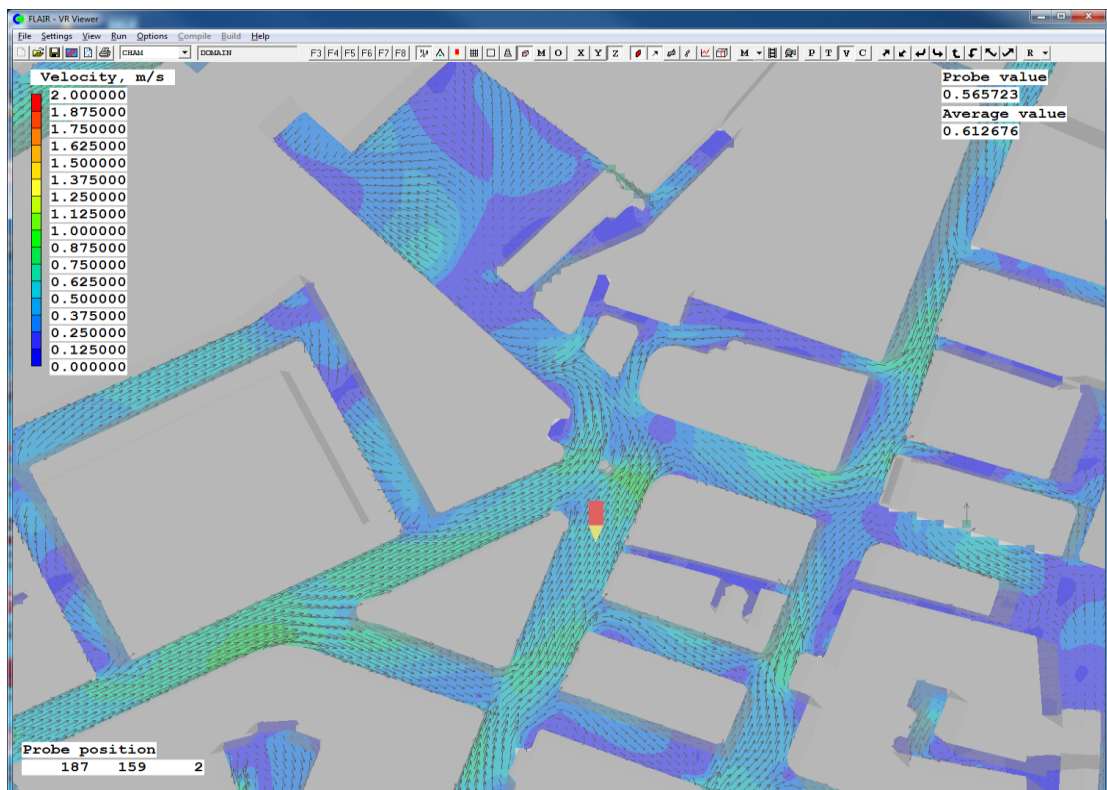 FLAIR - VR Viewer
File Settings View Run Options Compile Build Help
CHAM DOMAIN F3 F4 F5 F6 F7 F8 M O X Y Z M P T V C R
Velocity, m/s
2.000000
1.875000
1.750000
1.625000
1.500000
1.375000
1.250000
1.125000
1.000000
0.875000
0.750000
0.625000
0.500000
0.375000
0.250000
0.125000
0.000000
Probe value
0.565723
Average value
0.612676
Probe position
187 159 2